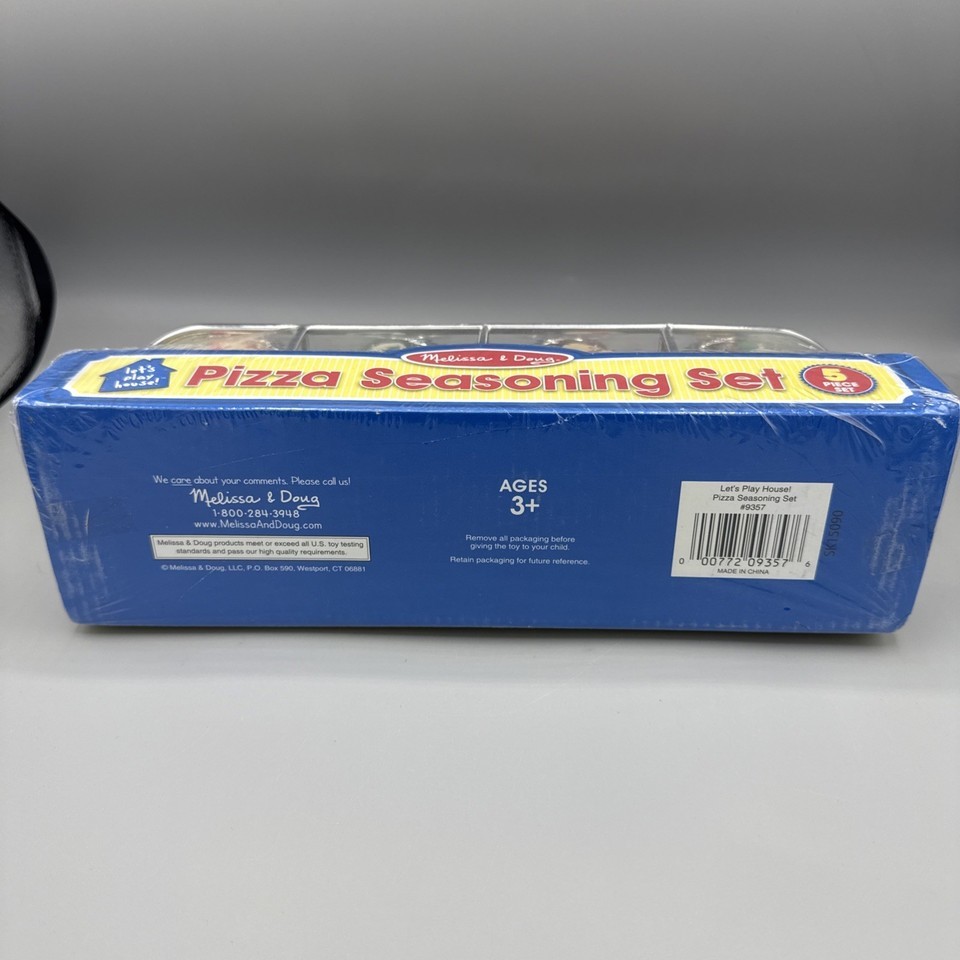 Melissa & Doug
let's play house!
Pizza Seasoning Set
5 PIECE SET
We care about your comments. Please call us!
Melissa & Doug
1-800-284-3948
www.MelissaAndDoug.com
Melissa & Doug products meet or exceed all U.S. toy testing
standards and pass our high quality requirements.
© Melissa & Doug, LLC, P.O. Box 590, Westport, CT 06881
AGES
3+
Remove all packaging before
giving the toy to your child.
Retain packaging for future reference.
Let's Play House!
Pizza Seasoning Set
#9357
0 00772 09357 6
MADE IN CHINA